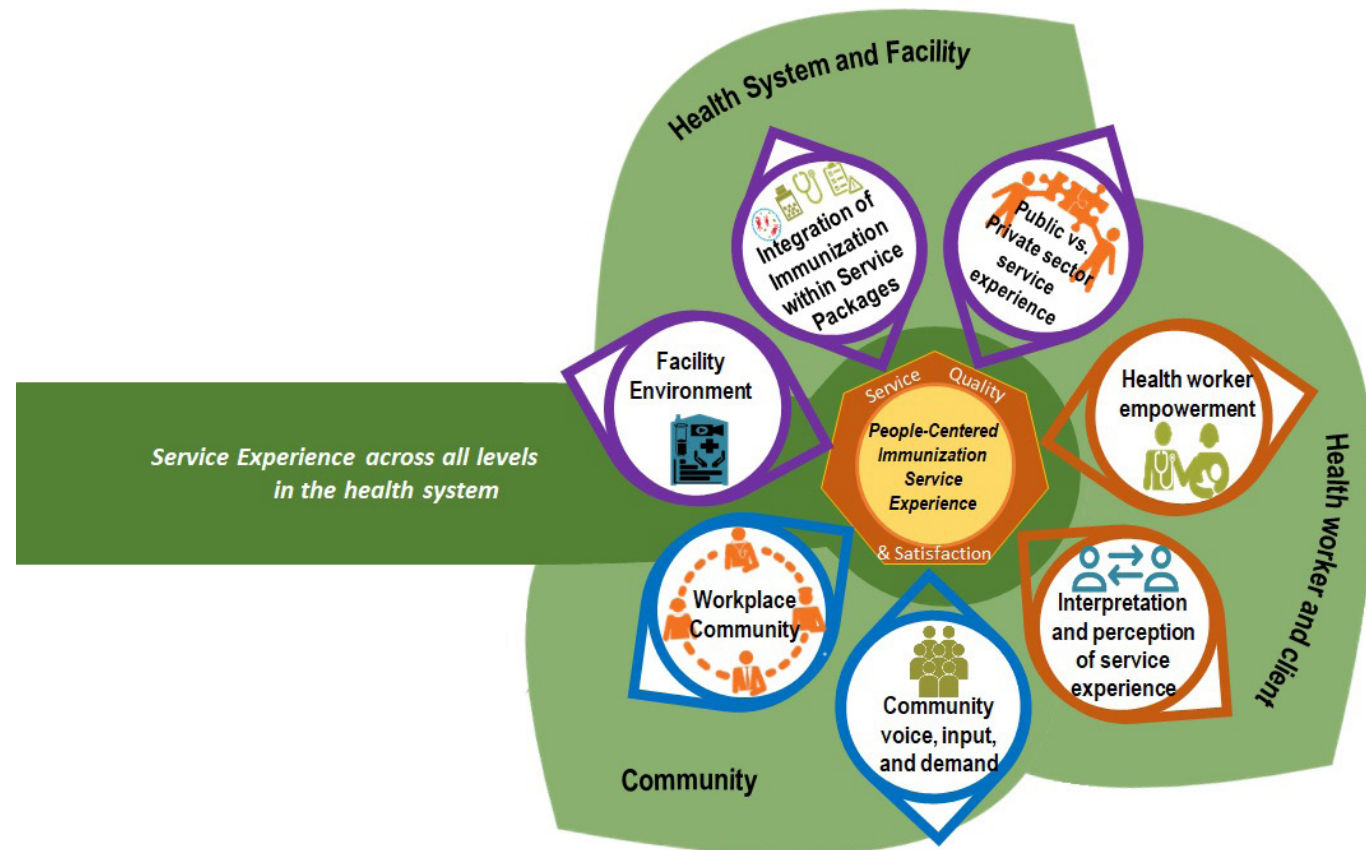 Health System and Facility
Integration of
Immunization
within Service
Packages
Public vs.
Private sector
service
experience
Facility
Environment
Health worker
empowerment
Service Quality
People-Centered
Immunization
Service
Experience
& Satisfaction
Service Experience across all levels
in the health system
Workplace
Community
Interpretation
and perception
of service
experience
Health worker and client
Community
voice, input,
and demand
Community